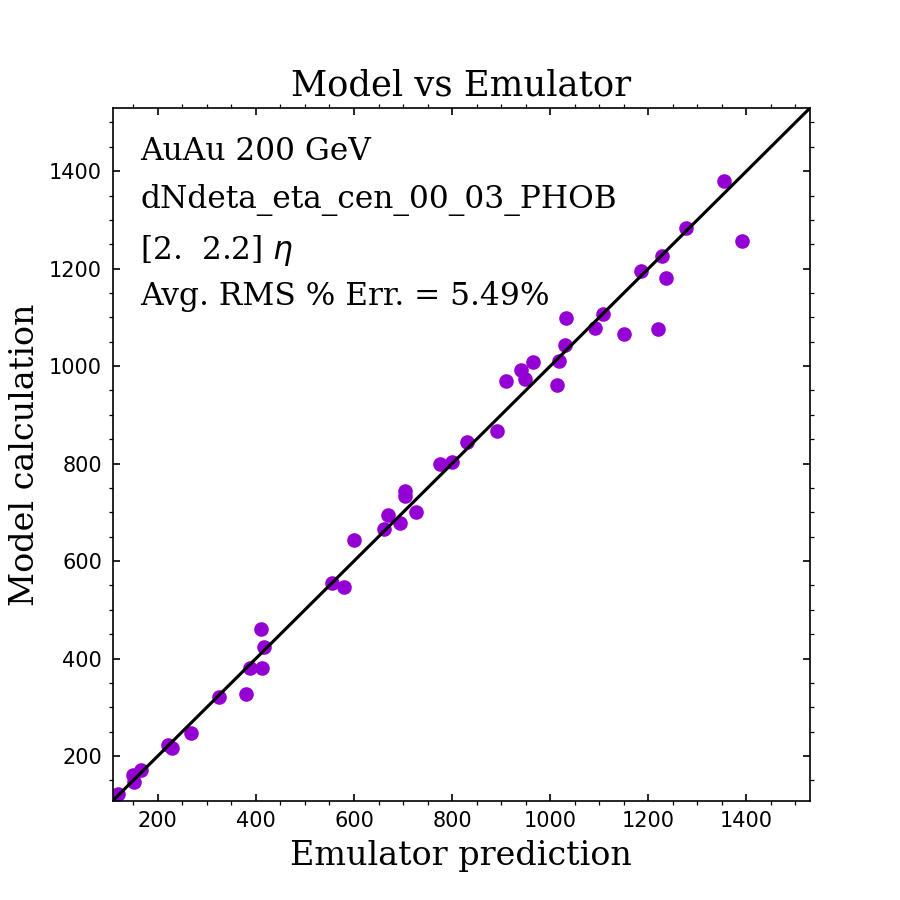 Model vs Emulator
AuAu 200 GeV
dNdeta_eta_cen_00_03_PHOB
[2.  2.2] η
Avg. RMS % Err. = 5.49%
Model calculation
1400
1200
1000
800
600
400
200
200 400 600 800 1000 1200 1400
Emulator prediction